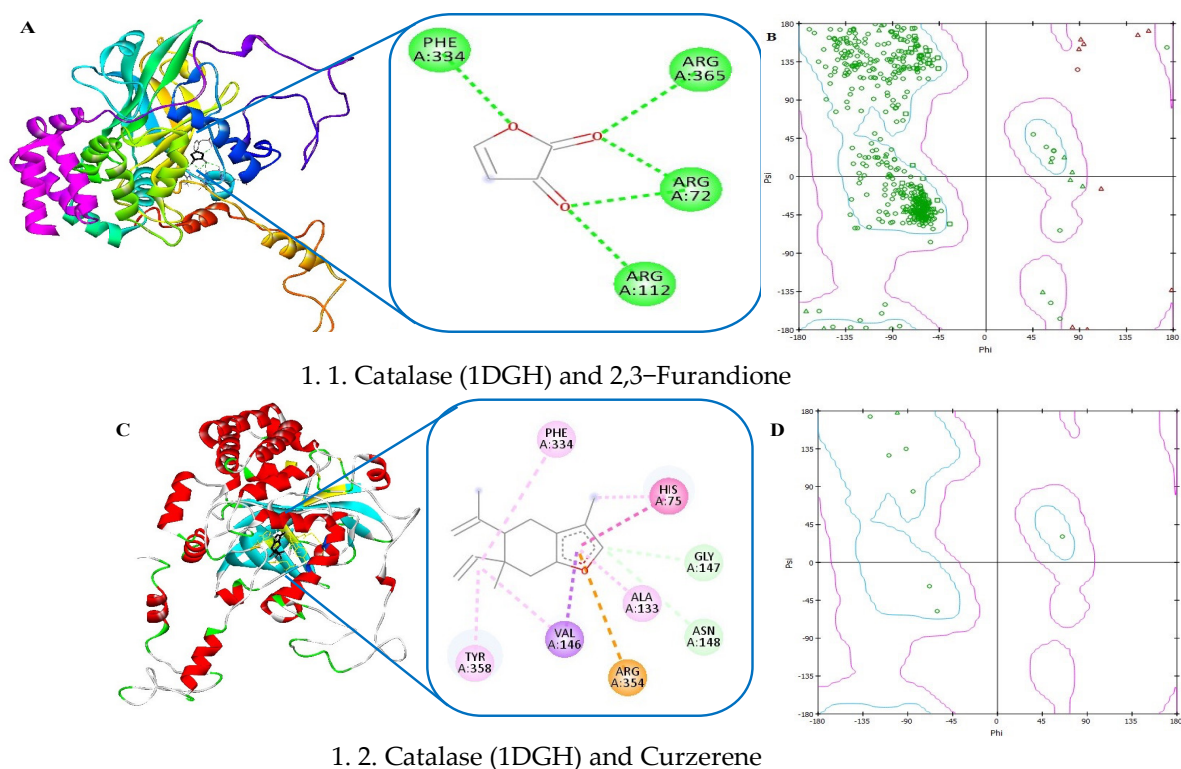 A
PHE
A:334
ARG
A:365
ARG
A:72
ARG
A:112
O
O
O
B
180
135
90
45
0
-45
-90
-135
-180
Psi
-180
-135
-90
-45
0
45
90
135
180
Phi
1. 1. Catalase (1DGH) and 2,3−Furandione
C
PHE
A:334
HIS
A:75
GLY
A:147
ALA
A:133
ASN
A:148
VAL
A:146
TYR
A:358
ARG
A:354
O
D
180
135
90
45
0
-45
-90
-135
-180
Psi
-180
-135
-90
-45
0
45
90
135
180
Phi
1. 2. Catalase (1DGH) and Curzerene